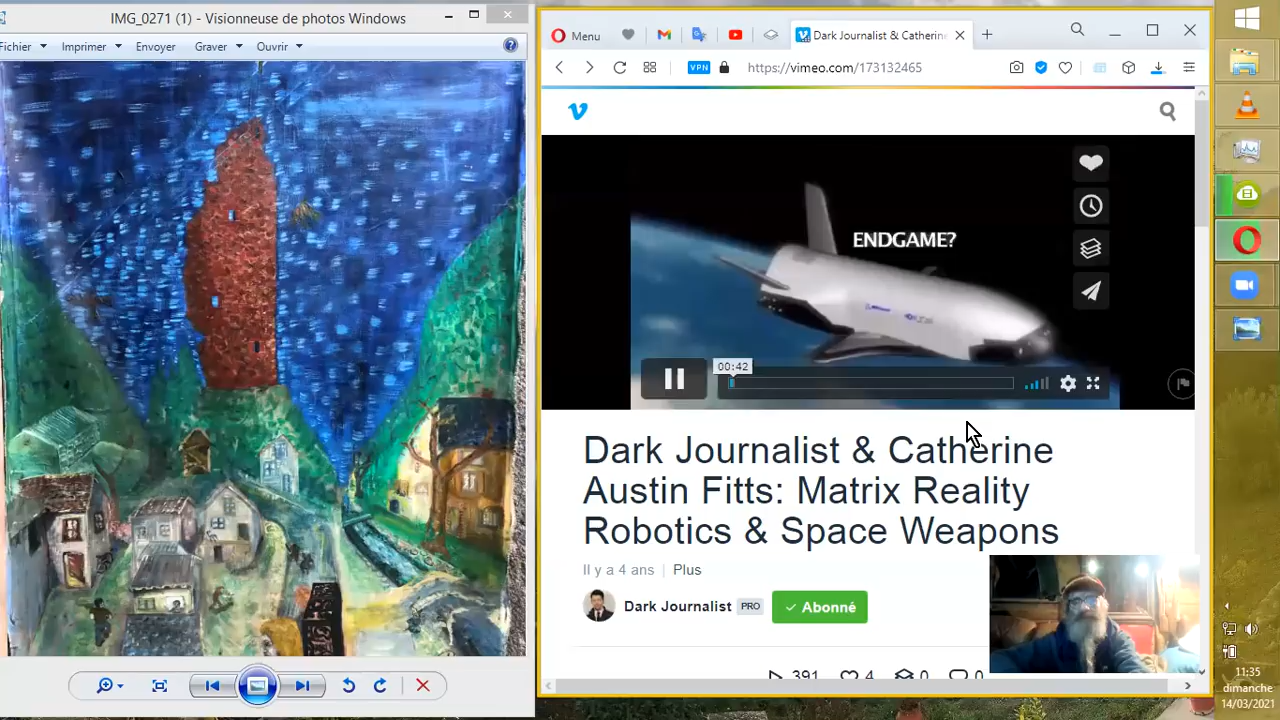 IMG_0271 (1) - Visionneuse de photos Windows
Fichier Imprimer Envoyer Graver Ouvrir
Menu
Dark Journalist & Catherine
VPN https://vimeo.com/173132465
ENDGAME?
00:42
Dark Journalist & Catherine
Austin Fitts: Matrix Reality
Robotics & Space Weapons
Il y a 4 ans Plus
Dark Journalist PRO Abonné
391 4 0 0
11:35
dimanche
14/03/2021